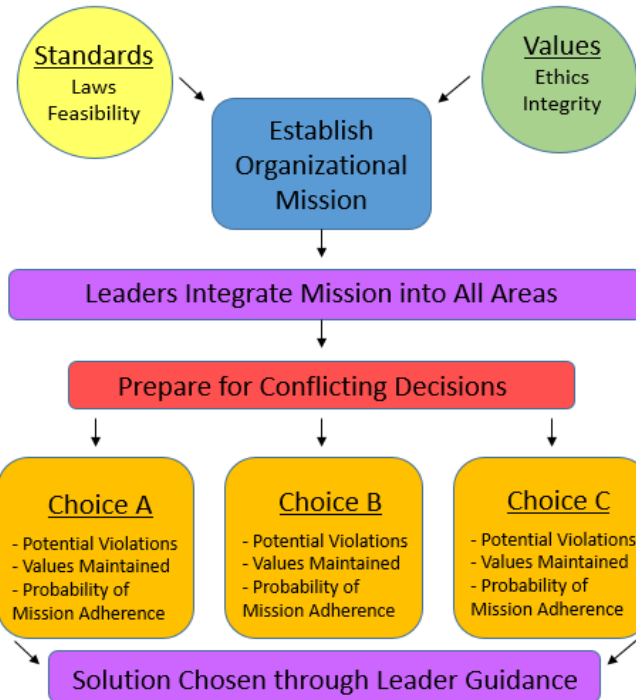 Standards
Laws
Feasibility
Values
Ethics
Integrity
Establish
Organizational
Mission
Leaders Integrate Mission into All Areas
Prepare for Conflicting Decisions
Choice A
- Potential Violations
- Values Maintained
- Probability of
Mission Adherence
Choice B
- Potential Violations
- Values Maintained
- Probability of
Mission Adherence
Choice C
- Potential Violations
- Values Maintained
- Probability of
Mission Adherence
Solution Chosen through Leader Guidance